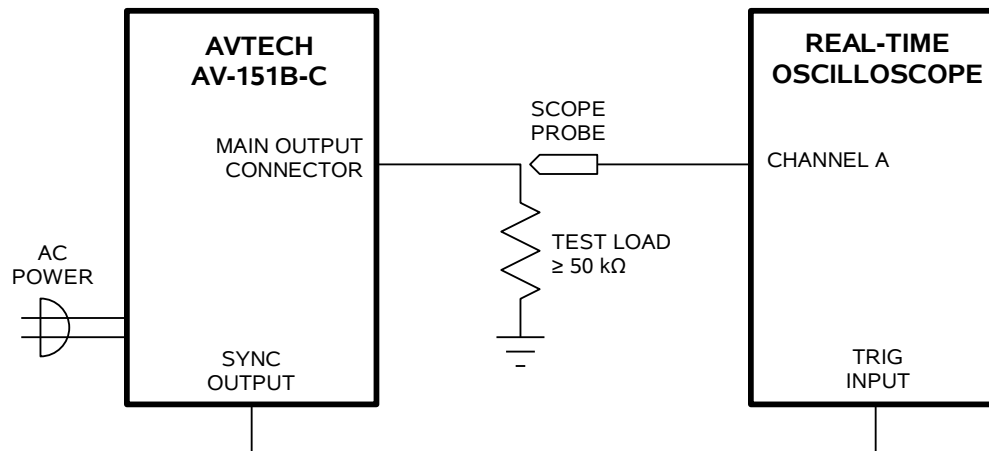 AVTECH
AV-151B-C
MAIN OUTPUT
CONNECTOR
AC
POWER
SYNC
OUTPUT
SCOPE
PROBE
TEST LOAD
≥ 50 kΩ
REAL-TIME
OSCILLOSCOPE
CHANNEL A
TRIG
INPUT